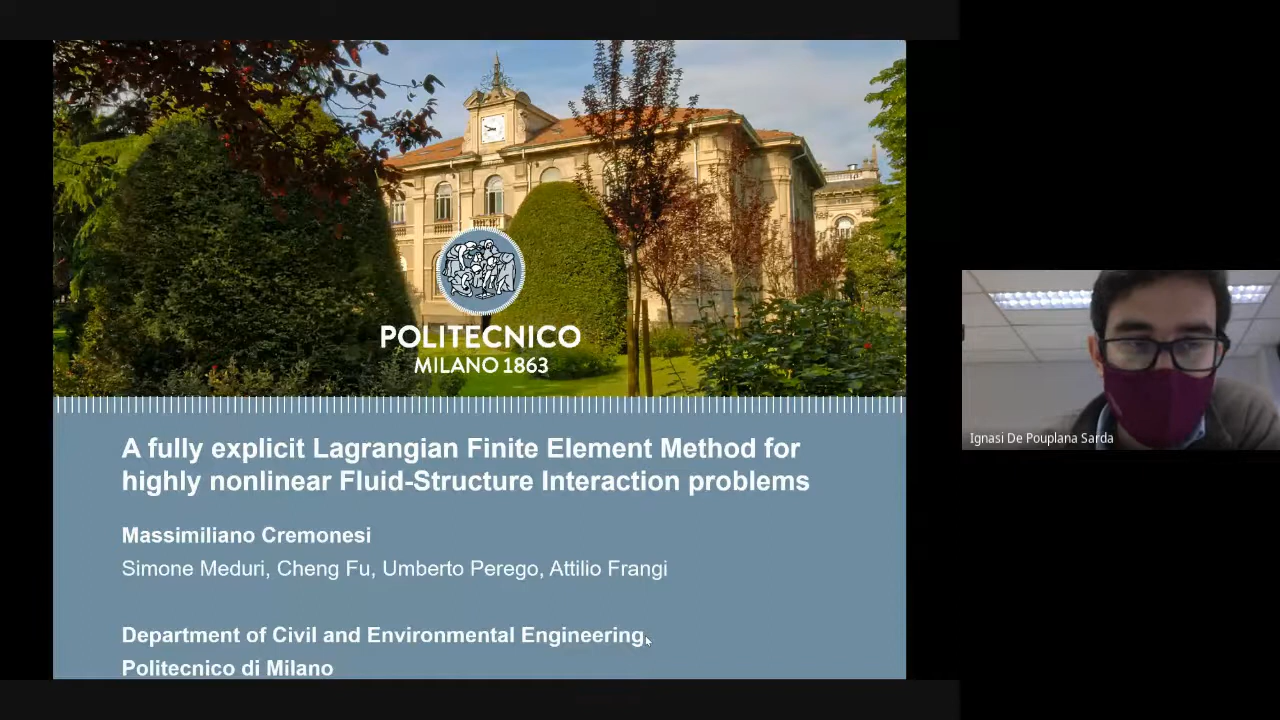 POLITECNICO
MILANO 1863
A fully explicit Lagrangian Finite Element Method for
highly nonlinear Fluid-Structure Interaction problems
Massimiliano Cremonesi
Simone Meduri, Cheng Fu, Umberto Perego, Attilio Frangi
Department of Civil and Environmental Engineering,
Politecnico di Milano
Ignasi De Pouplana Sarda